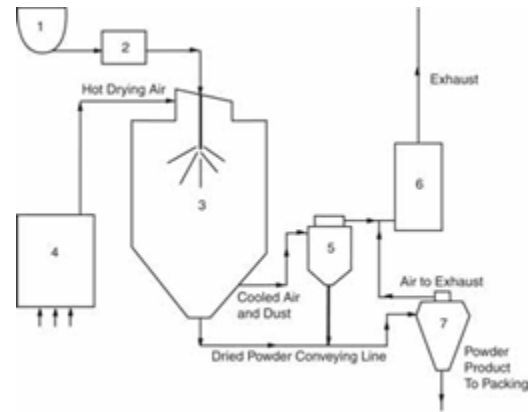 1
2
Hot Drying Air
Exhaust
3
4
5
6
Cooled Air
and Dust
Air to Exhaust
7
Dried Powder Conveying Line
Powder
Product
To Packing